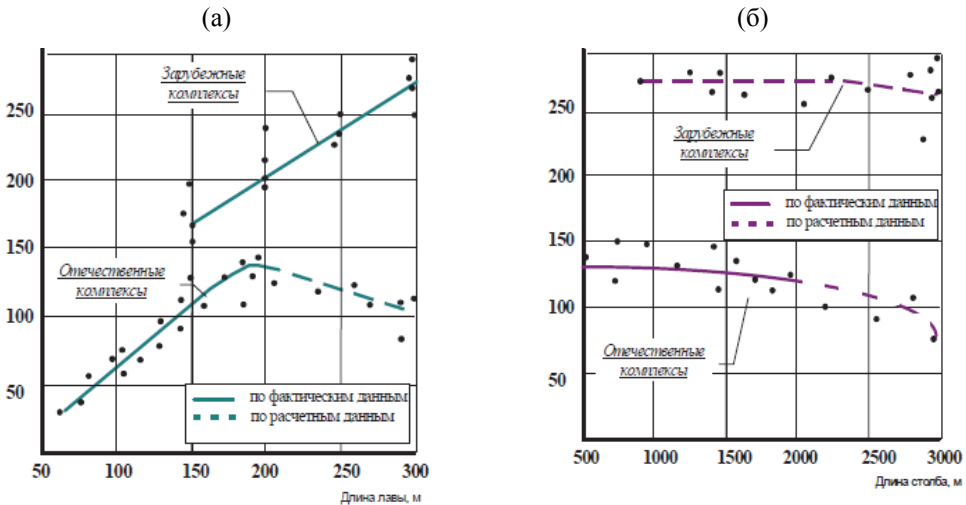 (а)
Зарубежные
комплексы
250
200
150
100
50
Отечественные
комплексы
по фактическим данным
по расчетным данным
50 100 150 200 250 300
Длина лавы, м
(б)
250
200
150
100
50
Зарубежные
комплексы
по фактическим данным
по расчетным данным
Отечественные
комплексы
500 1000 1500 2000 2500 3000
Длина столба, м